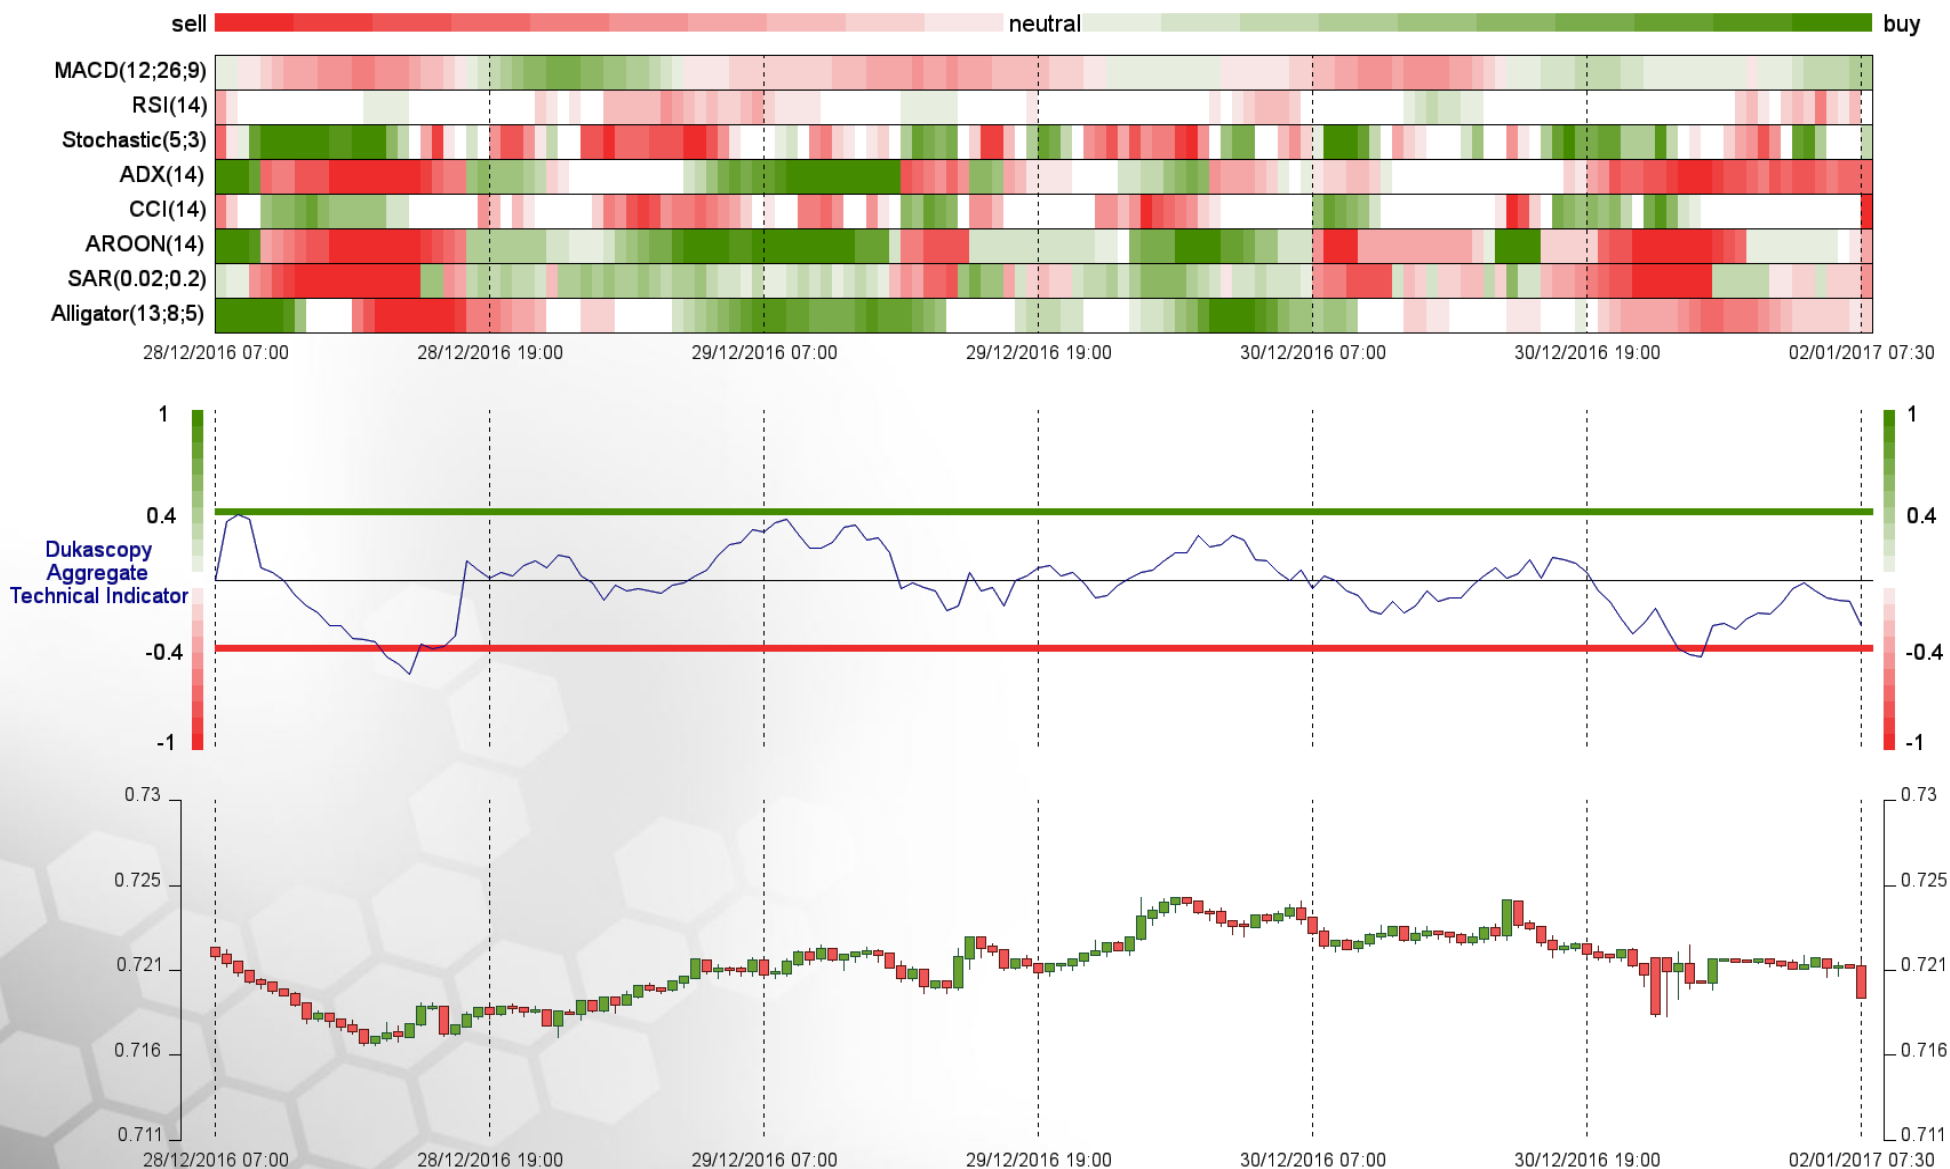 sell neutral buy
MACD(12;26;9)
RSI(14)
Stochastic(5;3)
ADX(14)
CCI(14)
AROON(14)
SAR(0.02;0.2)
Alligator(13;8;5)
28/12/2016 07:00 28/12/2016 19:00 29/12/2016 07:00 29/12/2016 19:00 30/12/2016 07:00 30/12/2016 19:00 02/01/2017 07:30
1 1
0.4 0.4
Dukascopy
Aggregate
Technical Indicator
-0.4 -0.4
-1 -1
0.73 0.73
0.725 0.725
0.721 0.721
0.716 0.716
0.711 0.711
28/12/2016 07:00 28/12/2016 19:00 29/12/2016 07:00 29/12/2016 19:00 30/12/2016 07:00 30/12/2016 19:00 02/01/2017 07:30